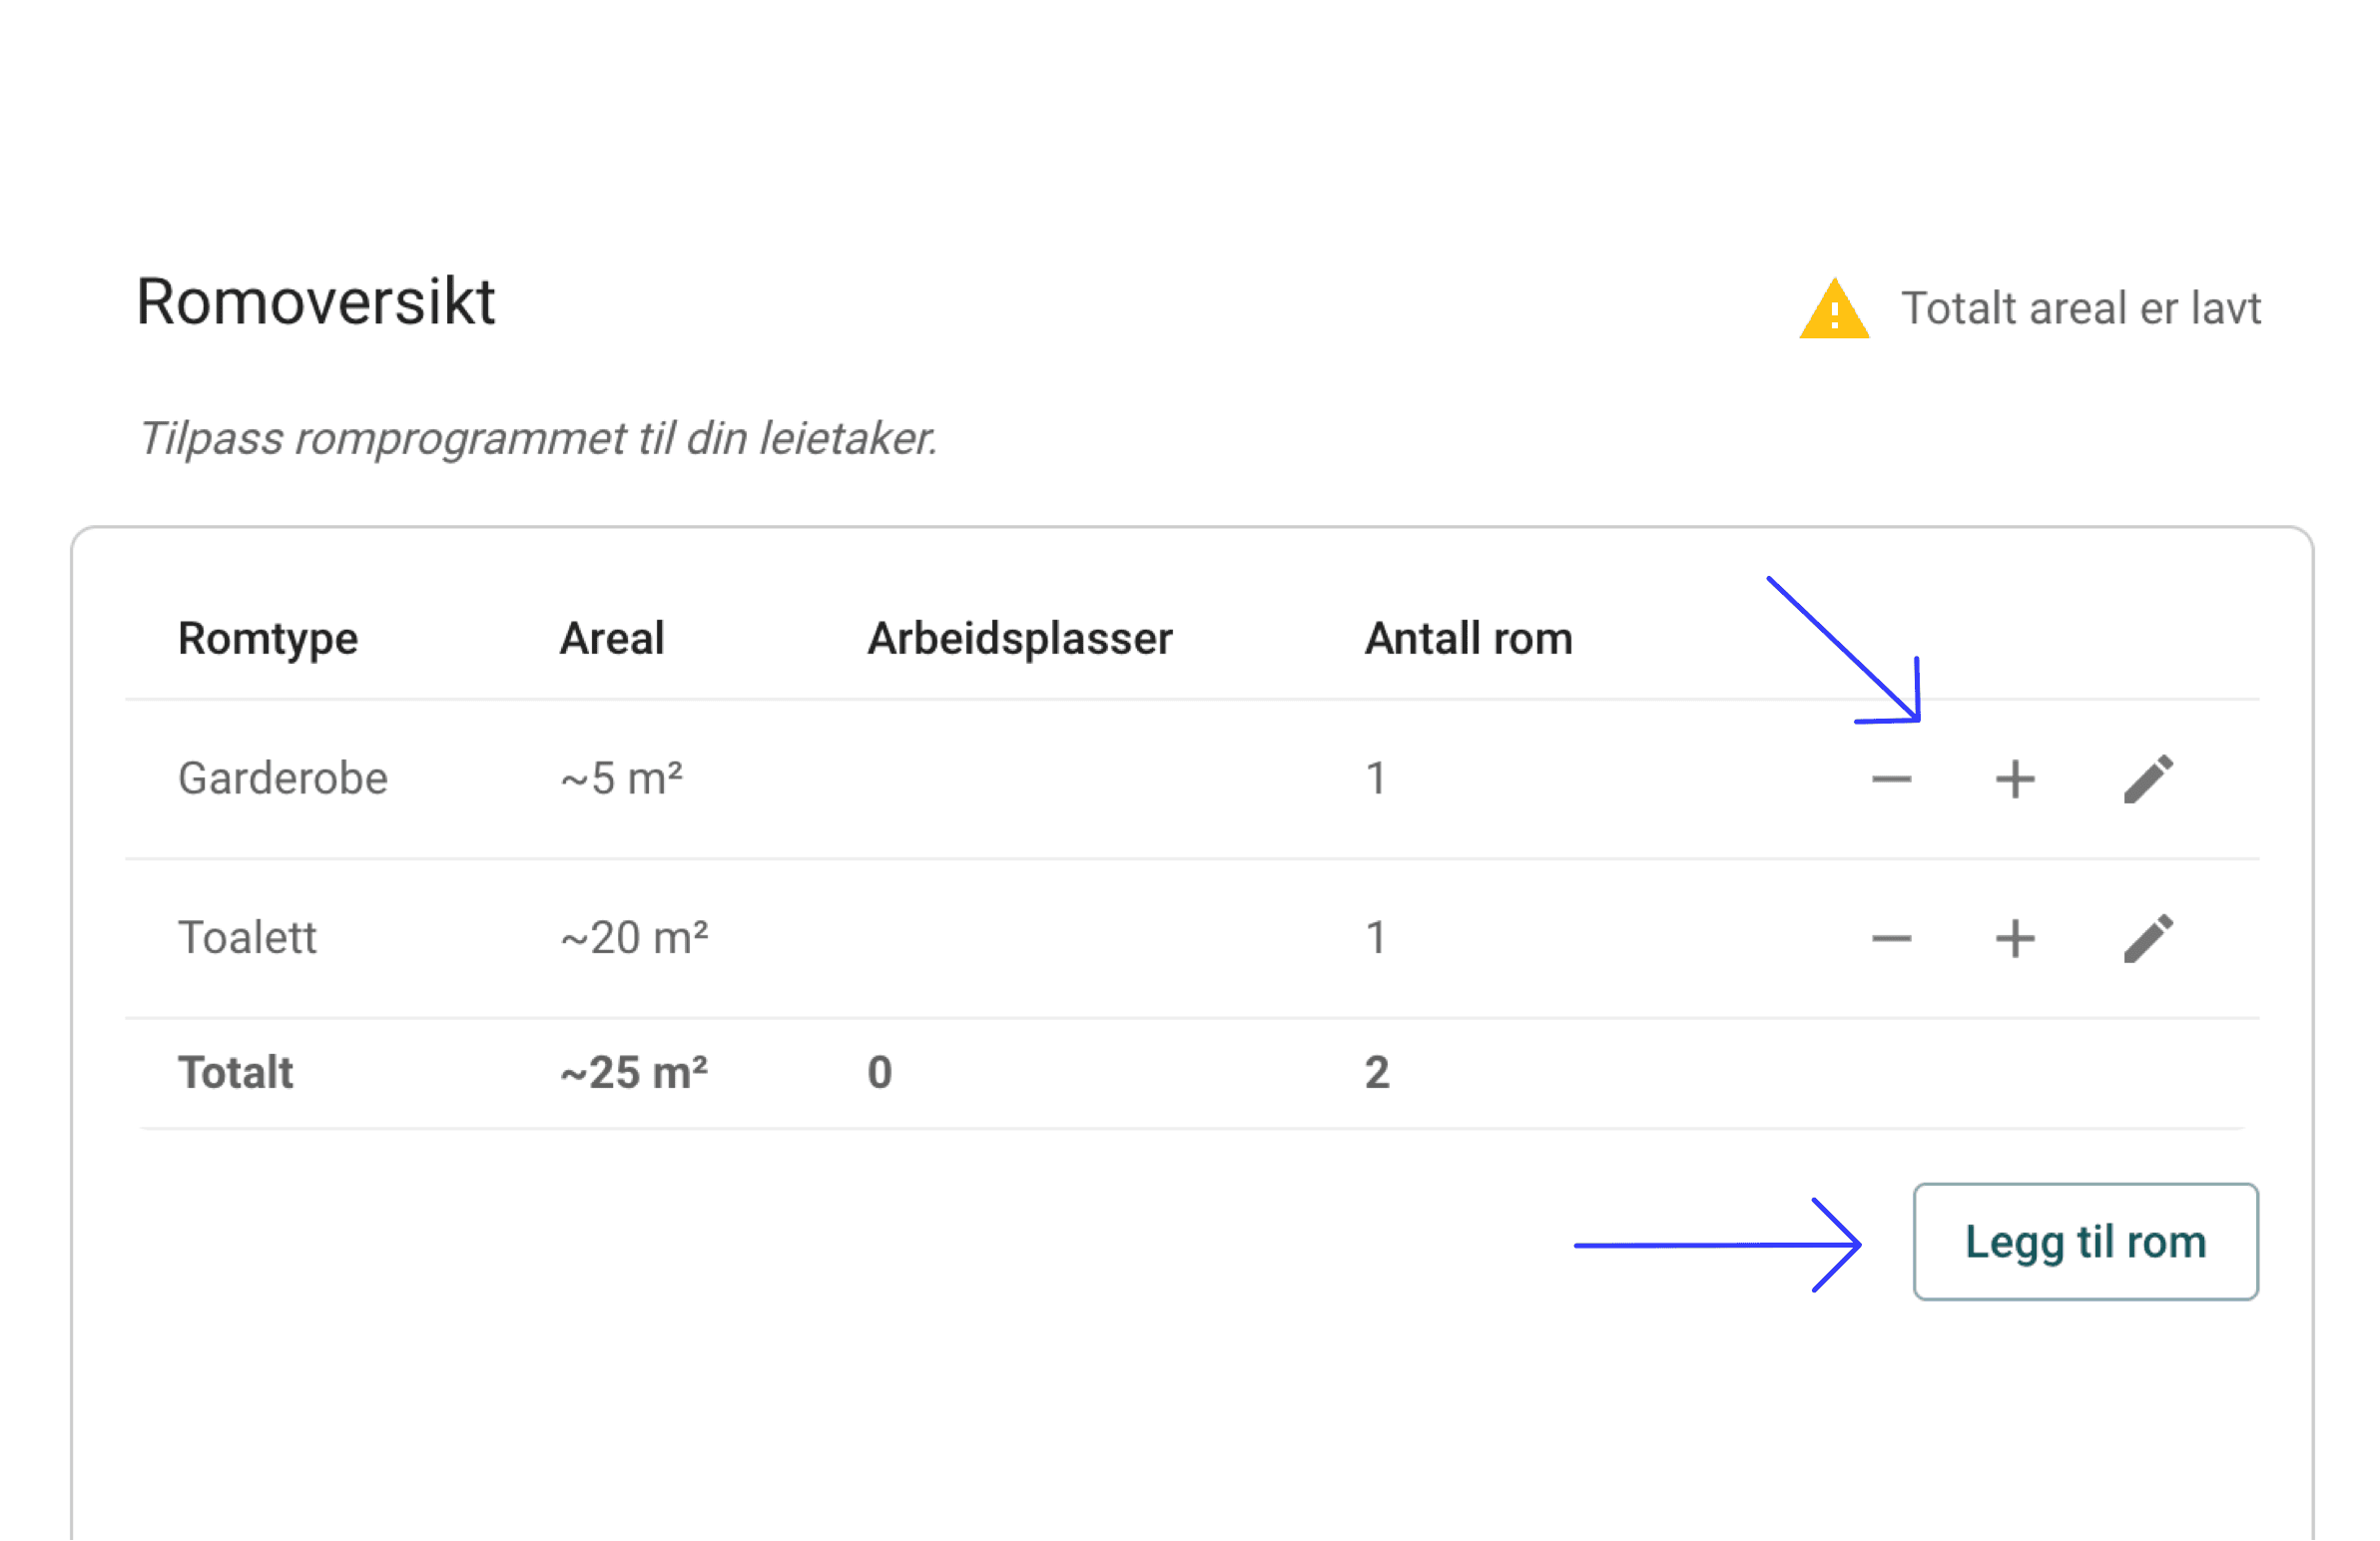 Romoversikt
Totalt areal er lavt
Tilpass romprogrammet til din leietaker.
Romtype Areal Arbeidsplasser Antall rom
Garderobe ~5 m² 1
Toalett ~20 m² 1
Totalt ~25 m² 0 2
Legg til rom